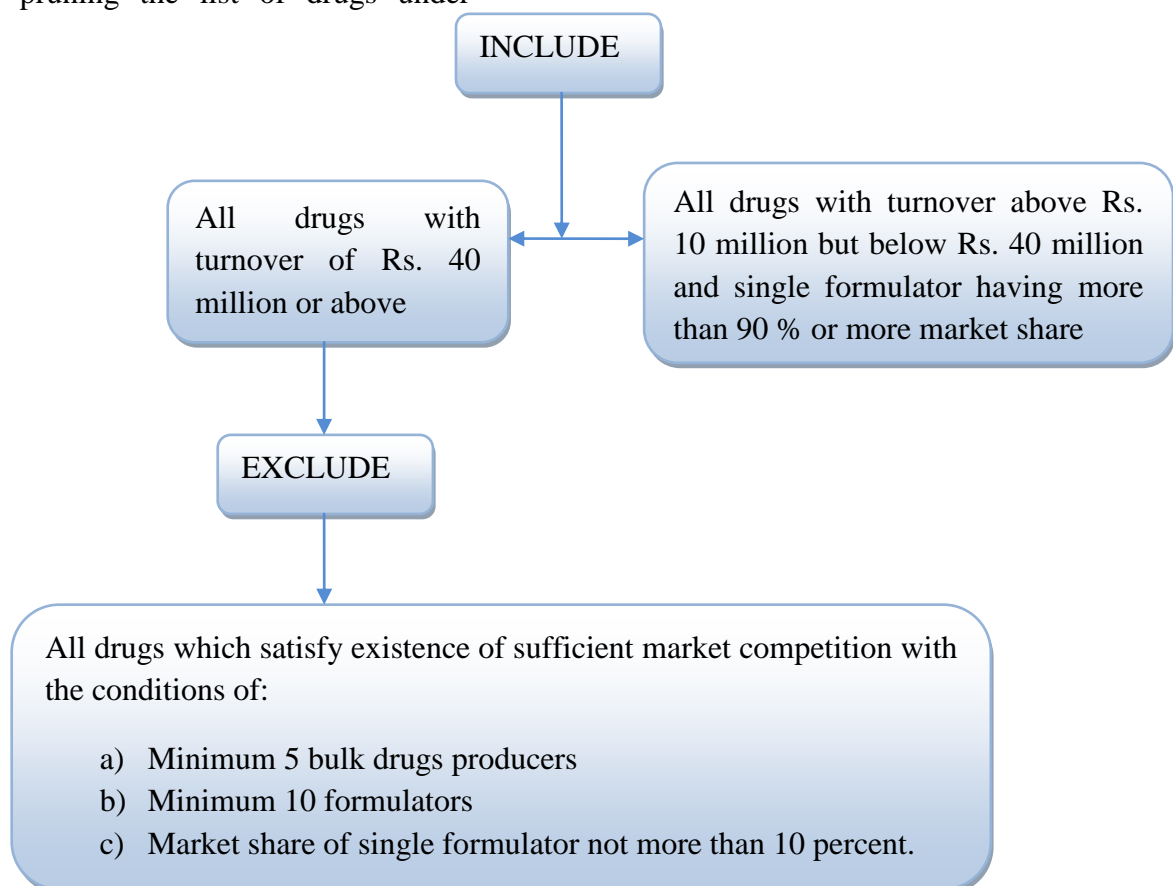 pruning the list of drugs under
INCLUDE
All drugs with
turnover of Rs. 40
million or above
All drugs with turnover above Rs.
10 million but below Rs. 40 million
and single formulator having more
than 90 % or more market share
EXCLUDE
All drugs which satisfy existence of sufficient market competition with
the conditions of:
a) Minimum 5 bulk drugs producers
b) Minimum 10 formulators
c) Market share of single formulator not more than 10 percent.